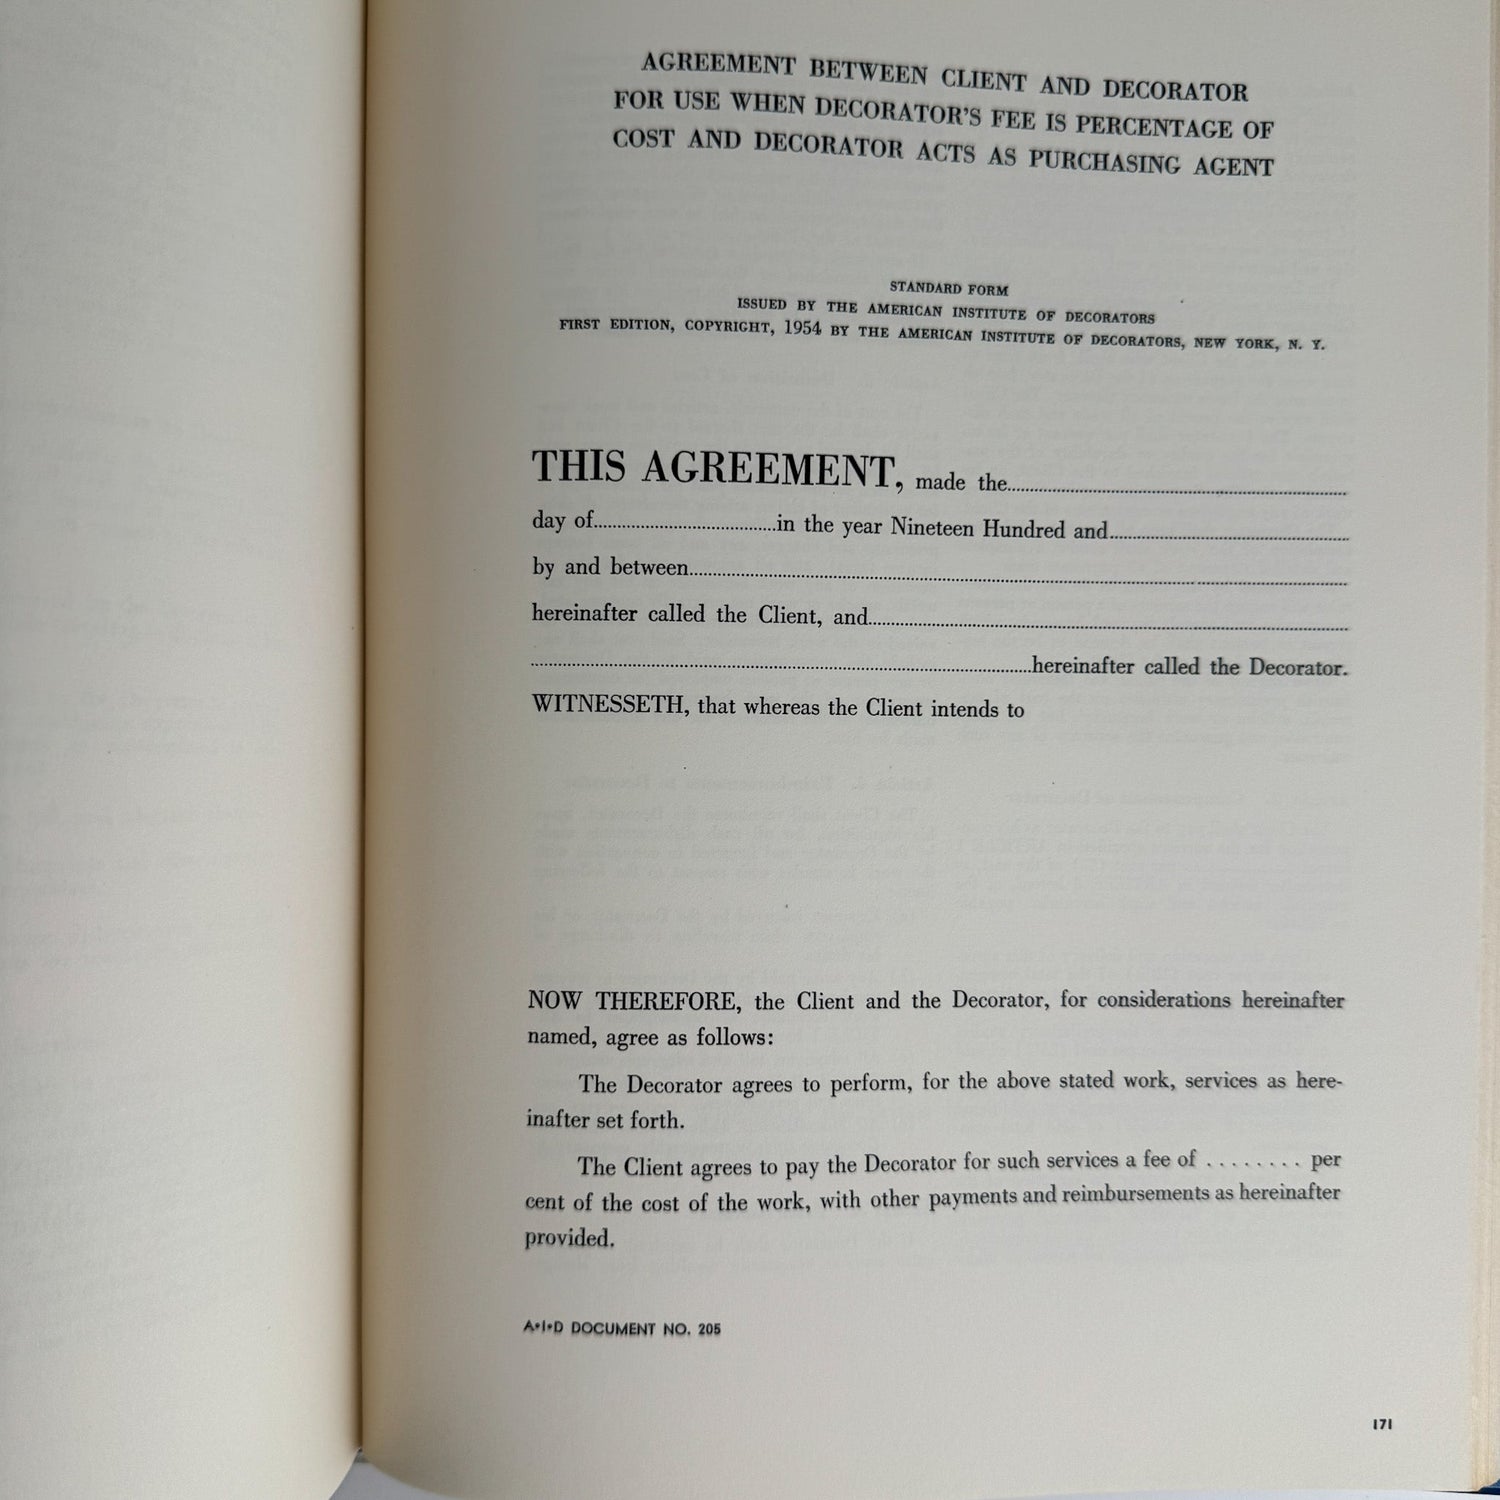 AGREEMENT BETWEEN CLIENT AND DECORATOR
FOR USE WHEN DECORATOR'S FEE IS PERCENTAGE OF
COST AND DECORATOR ACTS AS PURCHASING AGENT
STANDARD FORM
ISSUED BY THE AMERICAN INSTITUTE OF DECORATORS
FIRST EDITION, COPYRIGHT, 1954 BY THE AMERICAN INSTITUTE OF DECORATORS, NEW YORK, N. Y.
THIS AGREEMENT, made the....................
day of....................in the year Nineteen Hundred and....................
by and between....................
hereinafter called the Client, and....................
....................hereinafter called the Decorator.
WITNESSETH, that whereas the Client intends to
NOW THEREFORE, the Client and the Decorator, for considerations hereinafter
named, agree as follows:
The Decorator agrees to perform, for the above stated work, services as here-
inafter set forth.
The Client agrees to pay the Decorator for such services a fee of . . . . . . . . per
cent of the cost of the work, with other payments and reimbursements as hereinafter
provided.
A•I•D DOCUMENT NO. 205
171